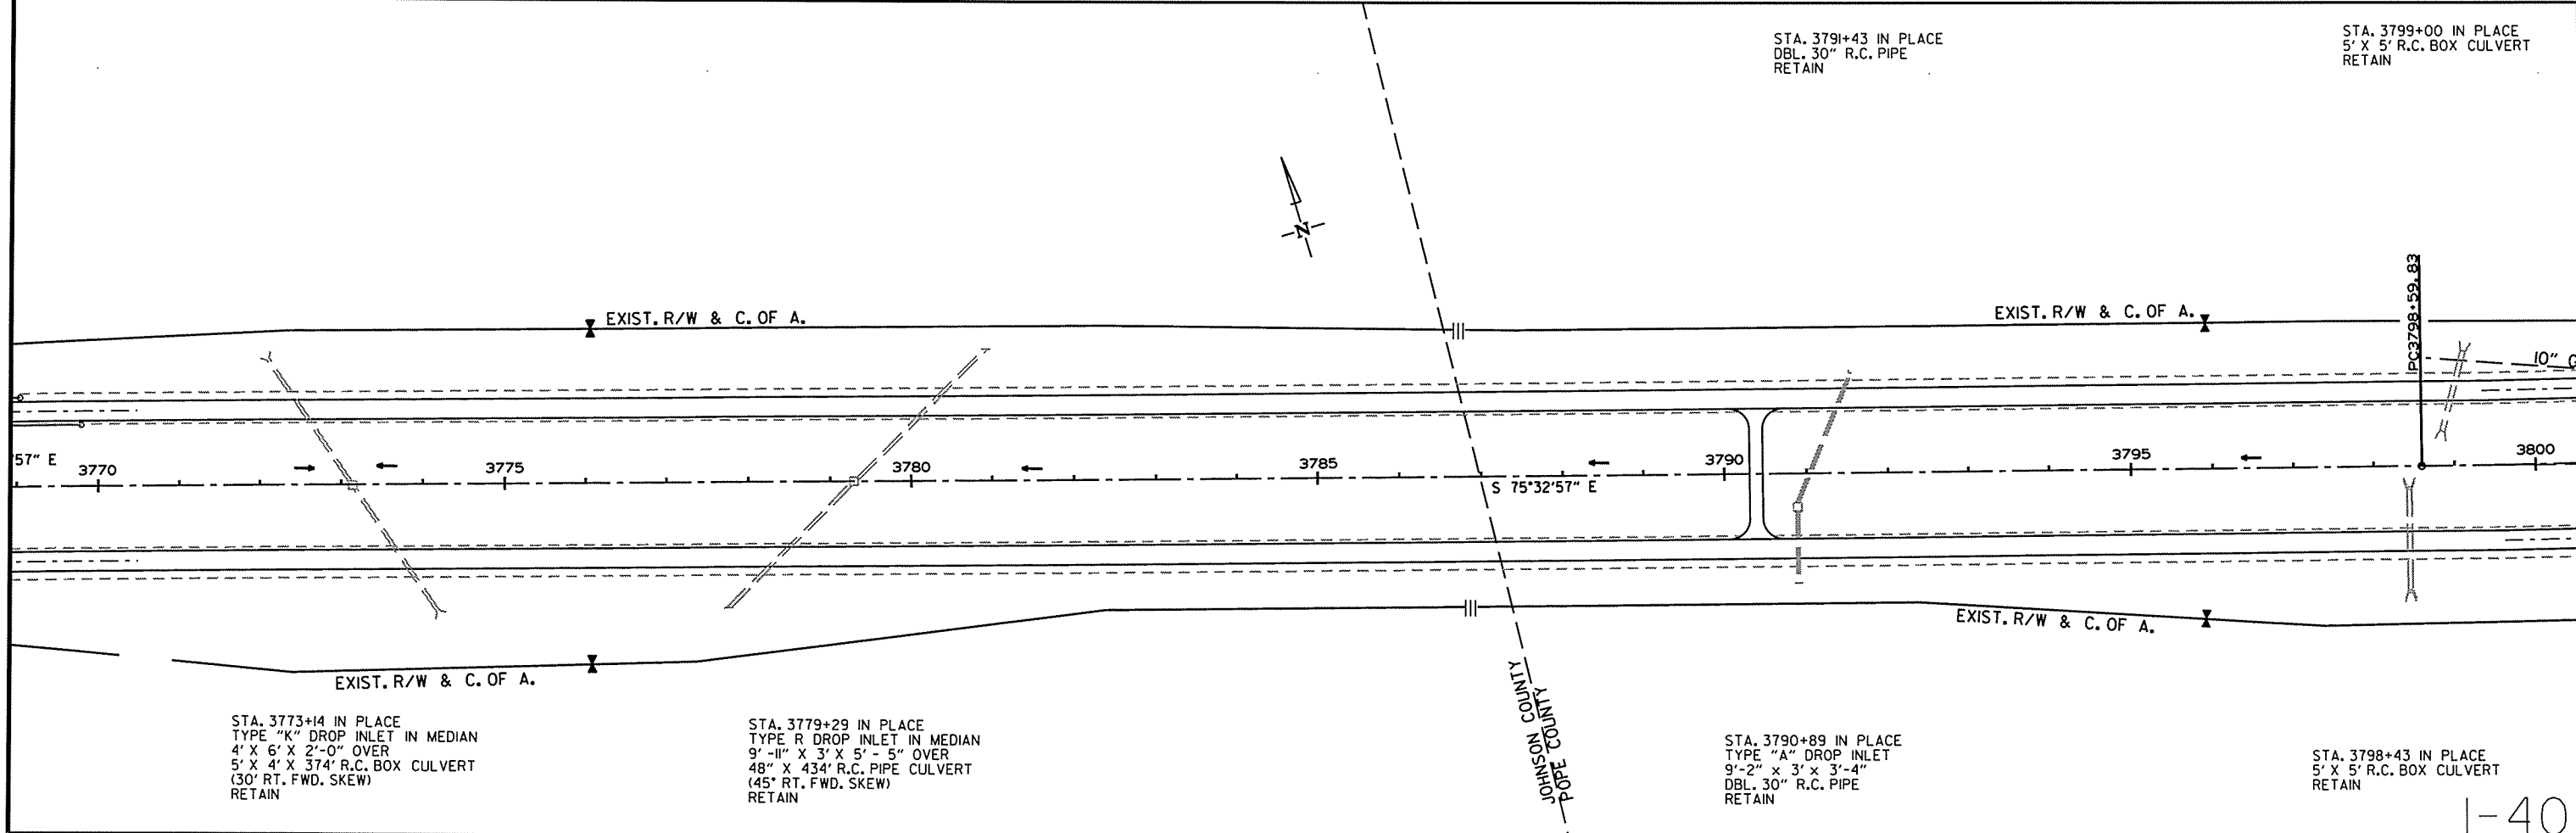 STA. 3791+43 IN PLACE
DBL. 30" R.C. PIPE
RETAIN
STA. 3799+00 IN PLACE
5' X 5' R.C. BOX CULVERT
RETAIN
N
EXIST. R/W & C. OF A.
EXIST. R/W & C. OF A.
PC3798+59.83
10" G
'57" E
3770
3775
3780
3785
3790
3795
3800
S 75°32'57" E
EXIST. R/W & C. OF A.
EXIST. R/W & C. OF A.
JOHNSON COUNTY
POPE COUNTY
STA. 3773+14 IN PLACE
TYPE "K" DROP INLET IN MEDIAN
4' X 6' X 2'-0" OVER
5' X 4' X 374' R.C. BOX CULVERT
(30' RT. FWD. SKEW)
RETAIN
STA. 3779+29 IN PLACE
TYPE R DROP INLET IN MEDIAN
9' -11" X 3' X 5' - 5" OVER
48" X 434' R.C. PIPE CULVERT
(45° RT. FWD. SKEW)
RETAIN
STA. 3790+89 IN PLACE
TYPE "A" DROP INLET
9'-2" x 3' x 3'-4"
DBL. 30" R.C. PIPE
RETAIN
STA. 3798+43 IN PLACE
5' X 5' R.C. BOX CULVERT
RETAIN
I-40